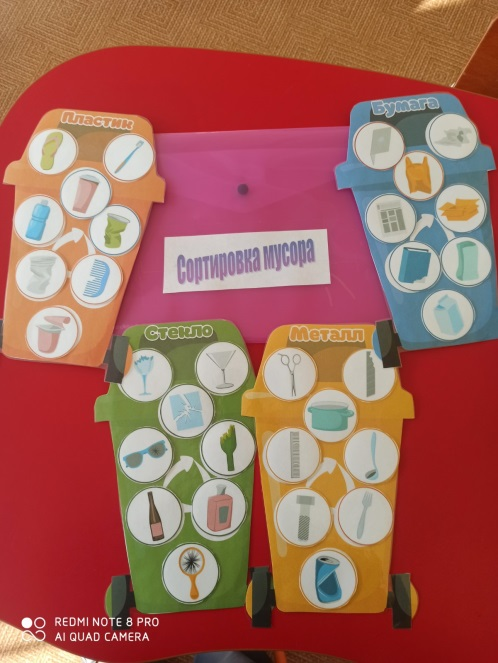 Пластик
Бумага
Сортировка мусора
Стекло
Металл
REDMI NOTE 8 PRO
AI QUAD CAMERA